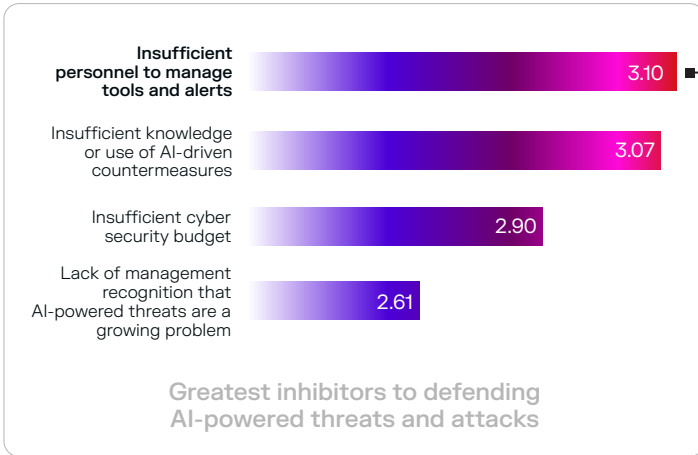 Insufficient
personnel to manage
tools and alerts
3.10
Insufficient knowledge
or use of AI-driven
countermeasures
3.07
Insufficient cyber
security budget
2.90
Lack of management
recognition that
AI-powered threats are a
growing problem
2.61
Greatest inhibitors to defending
AI-powered threats and attacks